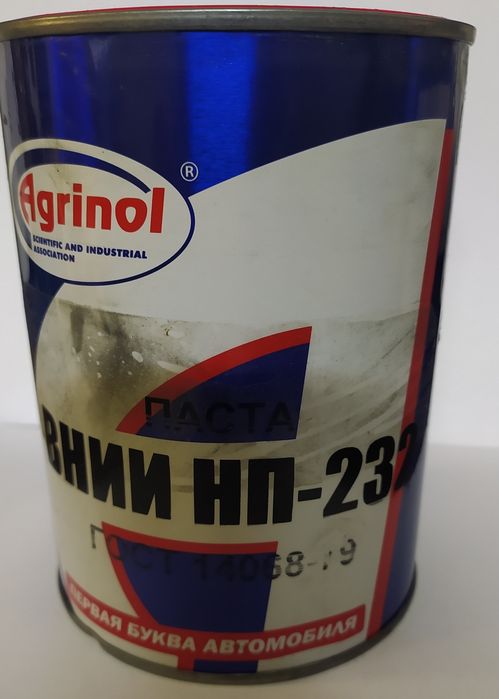 Agrinol ®
SCIENTIFIC AND INDUSTRIAL
ASSOCIATION
ПАСТА
ВНИИ НП-232
ГОСТ 14068-79
ПЕРВАЯ БУКВА АВТОМОБИЛЯ